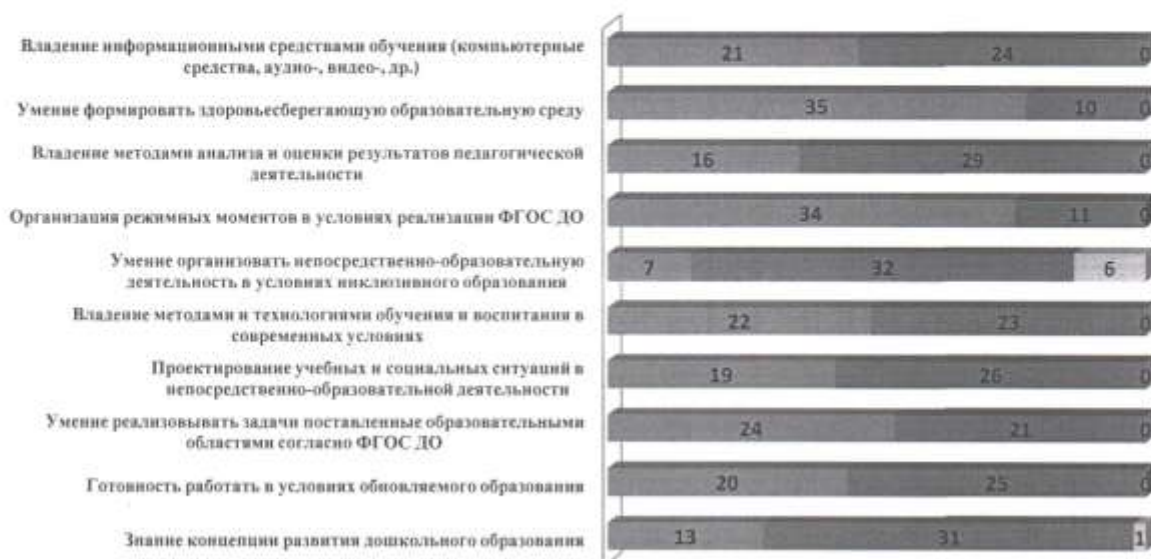 Владение информационными средствами обучения (компьютерные
средства, аудио-, видео-, др.)
21 24 0
Умение формировать здоровьесберегающую образовательную среду
35 10 0
Владение методами анализа и оценки результатов педагогической
деятельности
16 29 0
Организация режимных моментов в условиях реализации ФГОС ДО
34 11 0
Умение организовать непосредственно-образовательную
деятельность в условиях инклюзивного образования
7 32 6
Владение методами и технологиями обучения и воспитания в
современных условиях
22 23 0
Проектирование учебных и социальных ситуаций в
непосредственно-образовательной деятельности
19 26 0
Умение реализовывать задачи поставленные образовательными
областями согласно ФГОС ДО
24 21 0
Готовность работать в условиях обновляемого образования
20 25 0
Знание концепции развития дошкольного образования
13 31 1